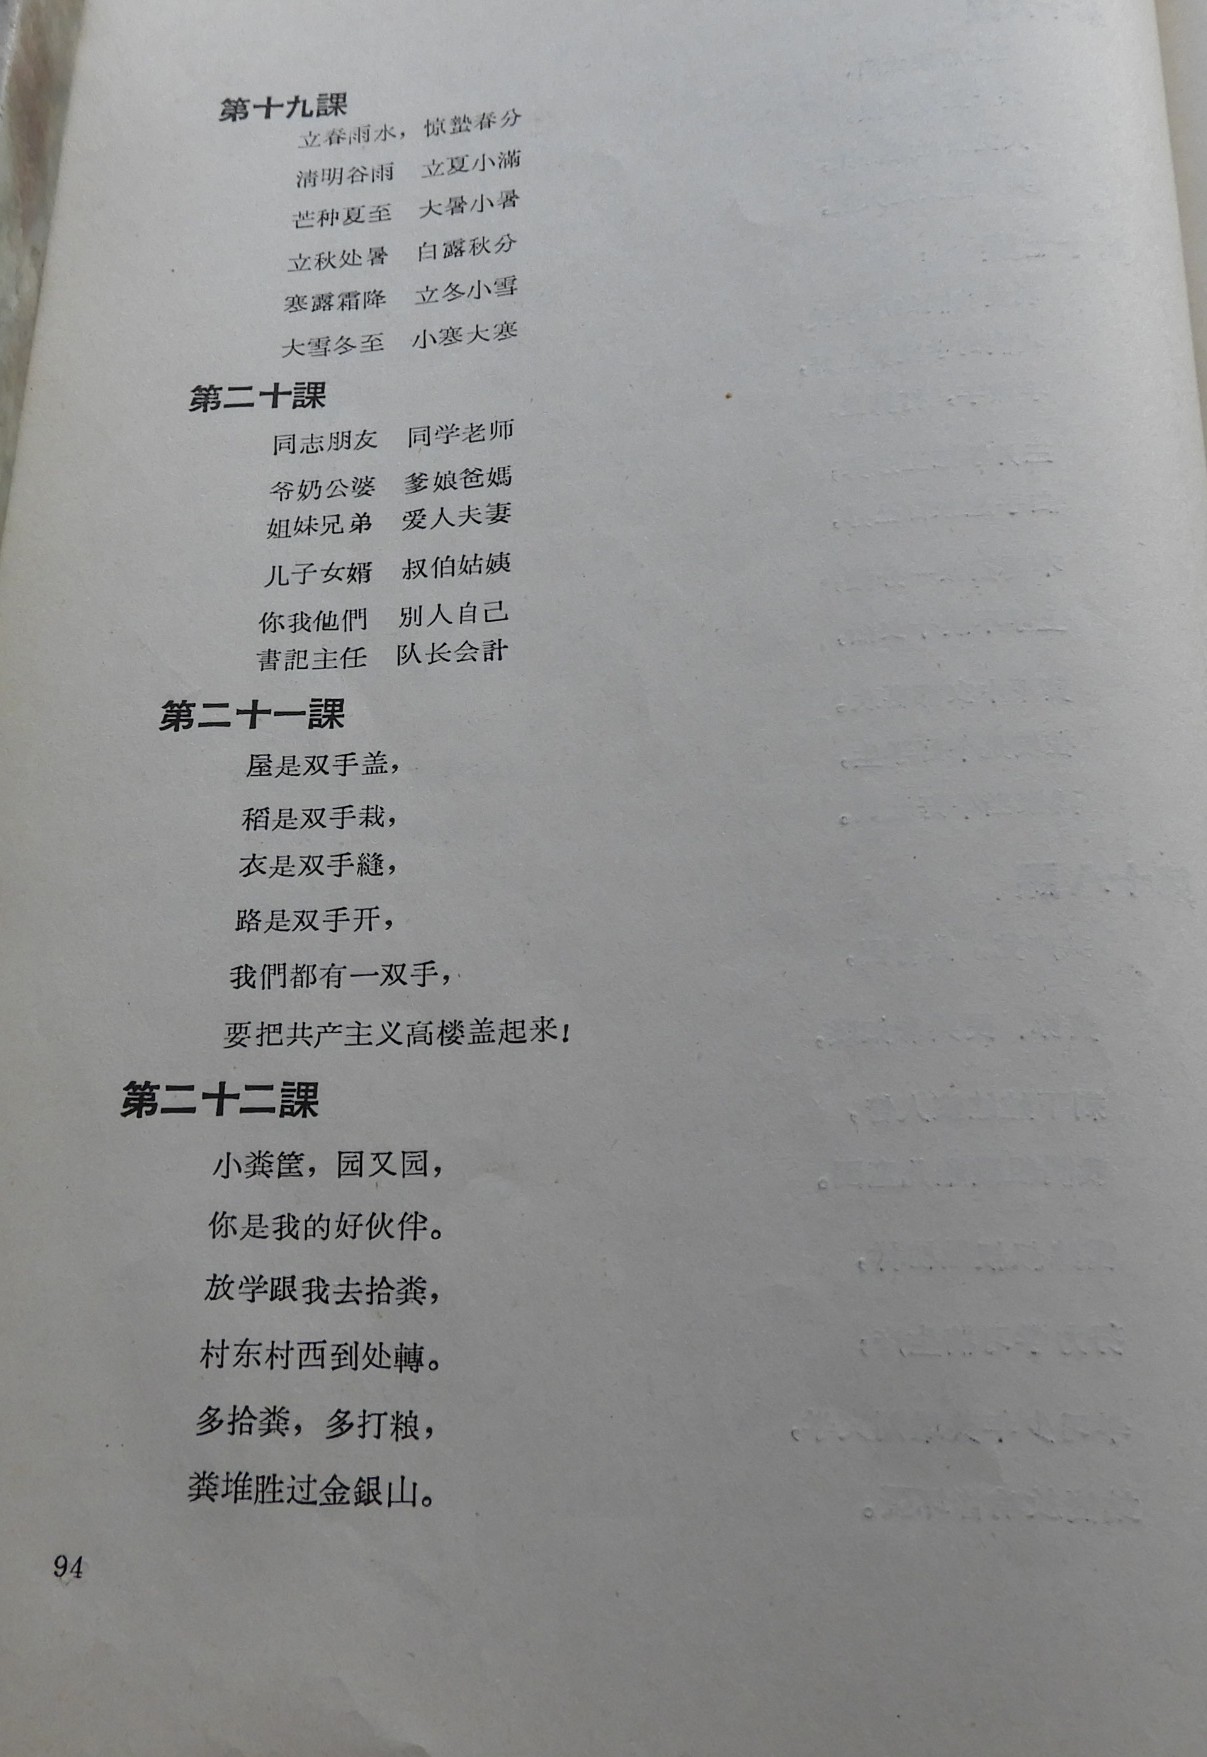 第十九課
立春雨水，惊蟄春分
淸明谷雨　立夏小滿
芒种夏至　大暑小暑
立秋处暑　白露秋分
寒露霜降　立冬小雪
大雪冬至　小寒大寒
第二十課
同志朋友　同学老师
爷奶公婆　爹娘爸媽
姐妹兄弟　爱人夫妻
儿子女婿　叔伯姑姨
你我他們　別人自己
書記主任　队长会計
第二十一課
屋是双手盖，
稻是双手栽，
衣是双手縫，
路是双手开，
我們都有一双手，
要把共产主义高楼盖起来！
第二十二課
小粪筐，园又园，
你是我的好伙伴。
放学跟我去拾粪，
村东村西到处轉。
多拾粪，多打粮，
粪堆胜过金銀山。
94